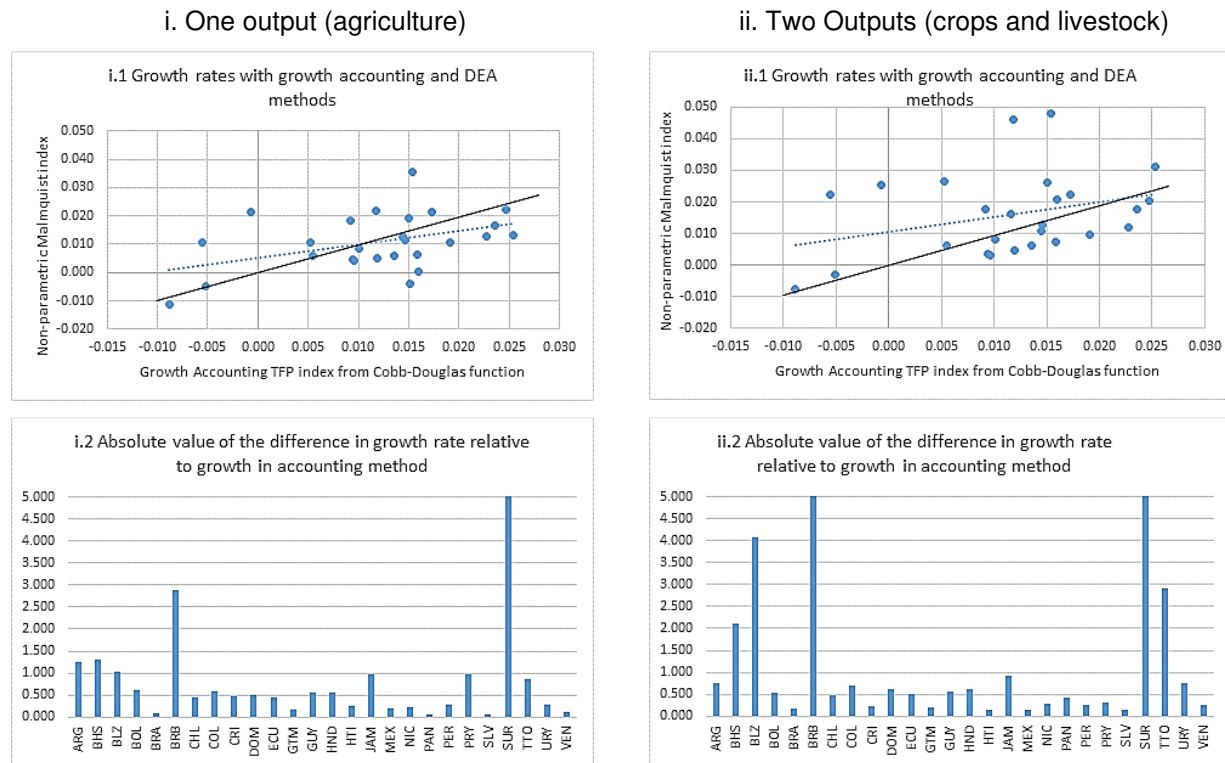 i. One output (agriculture)
ii. Two Outputs (crops and livestock)
i.1 Growth rates with growth accounting and DEA
methods
Non-parametric Malmquist index
0.050
0.040
0.030
0.020
0.010
0.000
-0.010
-0.020
-0.015 -0.010 -0.005 0.000 0.005 0.010 0.015 0.020 0.025 0.030
Growth Accounting TFP index from Cobb-Douglas function
ii.1 Growth rates with growth accounting and DEA
methods
Non-parametric Malmquist index
0.050
0.040
0.030
0.020
0.010
0.000
-0.010
-0.020
-0.015 -0.010 -0.005 0.000 0.005 0.010 0.015 0.020 0.025 0.030
Growth Accounting TFP index from Cobb-Douglas function
i.2 Absolute value of the difference in growth rate relative
to growth in accounting method
5.000
4.500
4.000
3.500
3.000
2.500
2.000
1.500
1.000
0.500
0.000
ARG BHS BLZ BOL BRA BRB CHL COL CRI DOM ECU GTM GUY HND HTI JAM MEX NIC PAN PER PRY SLV SUR TTO URY VEN
ii.2 Absolute value of the difference in growth rate
relative to growth in accounting method
5.000
4.500
4.000
3.500
3.000
2.500
2.000
1.500
1.000
0.500
0.000
ARG BHS BLZ BOL BRA BRB CHL COL CRI DOM ECU GTM GUY HND HTI JAM MEX NIC PAN PER PRY SLV SUR TTO URY VEN